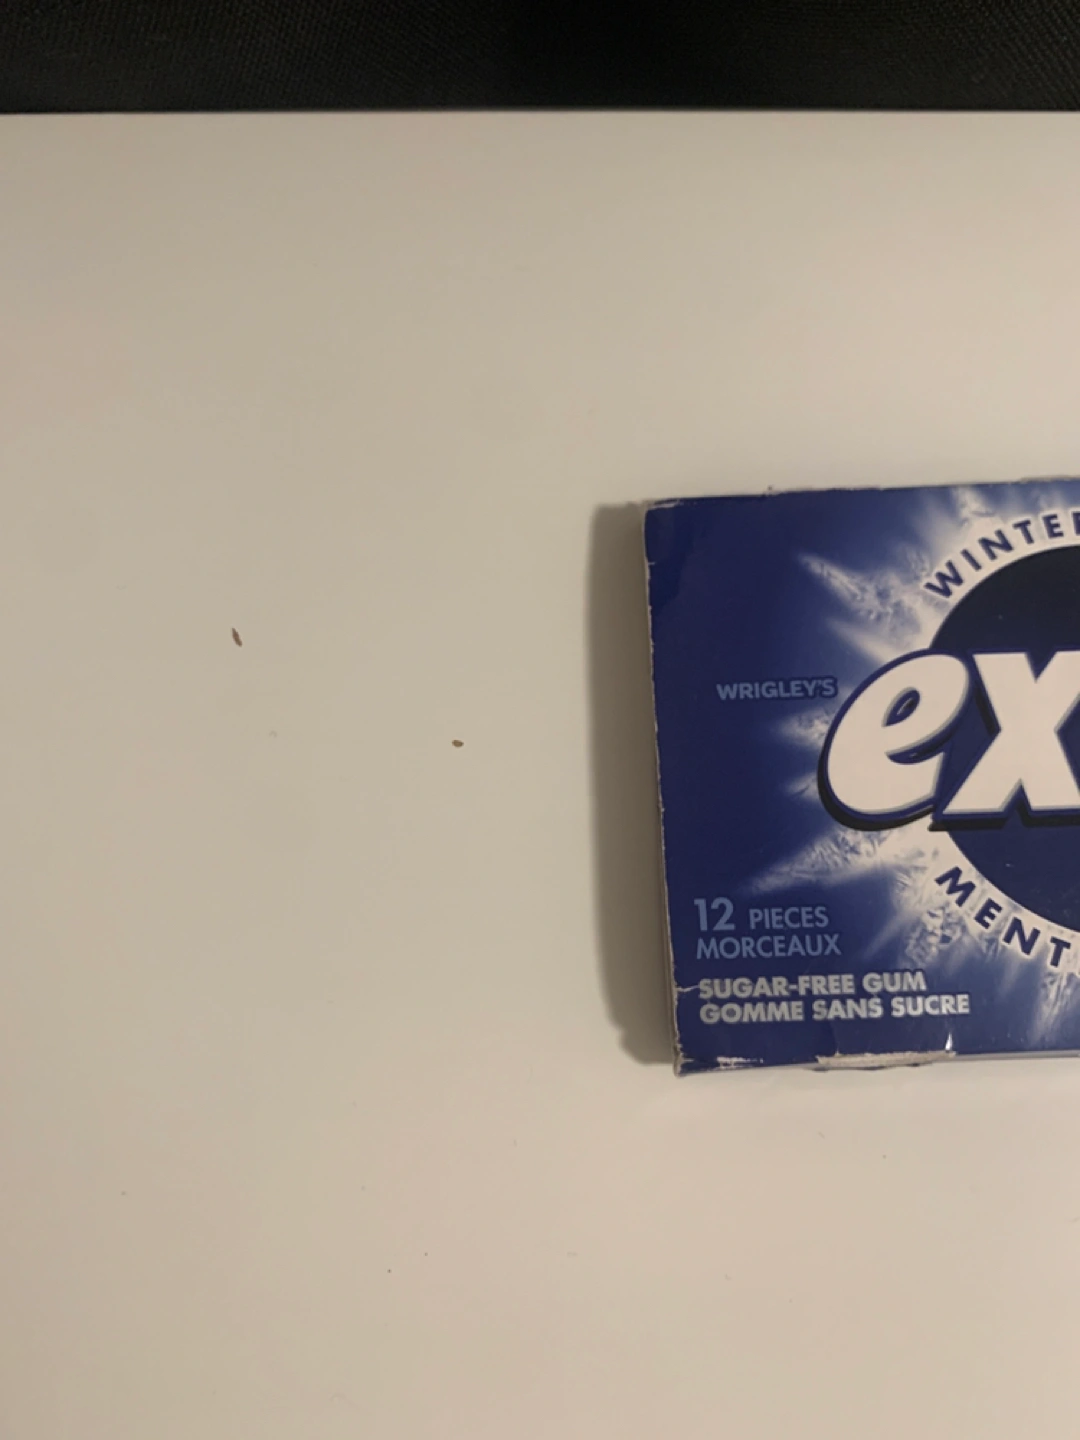 WRIGLEY'S
12 PIECES
MORCEAUX
SUGAR-FREE GUM
GOMME SANS SUCRE